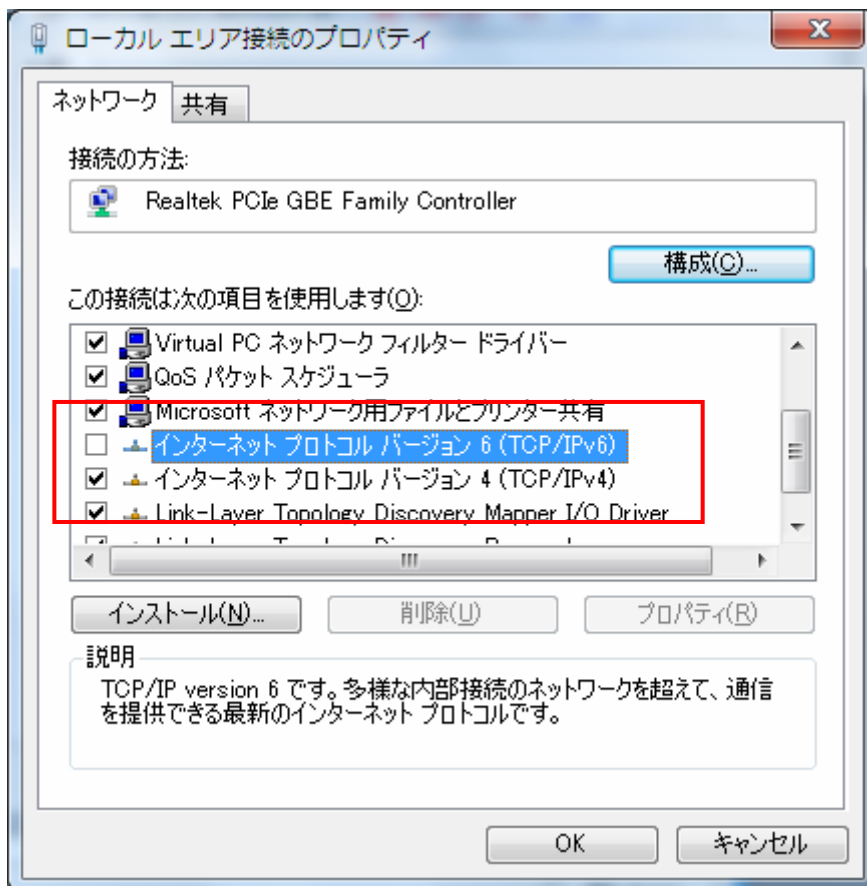 ローカル エリア接続のプロパティ
ネットワーク 共有
接続の方法:
Realtek PCIe GBE Family Controller
構成(C)...
この接続は次の項目を使用します(O):
Virtual PC ネットワーク フィルター ドライバー
QoS パケット スケジューラ
Microsoft ネットワーク用ファイルとプリンター共有
インターネット プロトコル バージョン 6 (TCP/IPv6)
インターネット プロトコル バージョン 4 (TCP/IPv4)
Link-Layer Topology Discovery Mapper I/O Driver
インストール(N)... 削除(U) プロパティ(R)
説明
TCP/IP version 6 です。多様な内部接続のネットワークを超えて、通信
を提供できる最新のインターネット プロトコルです。
OK キャンセル